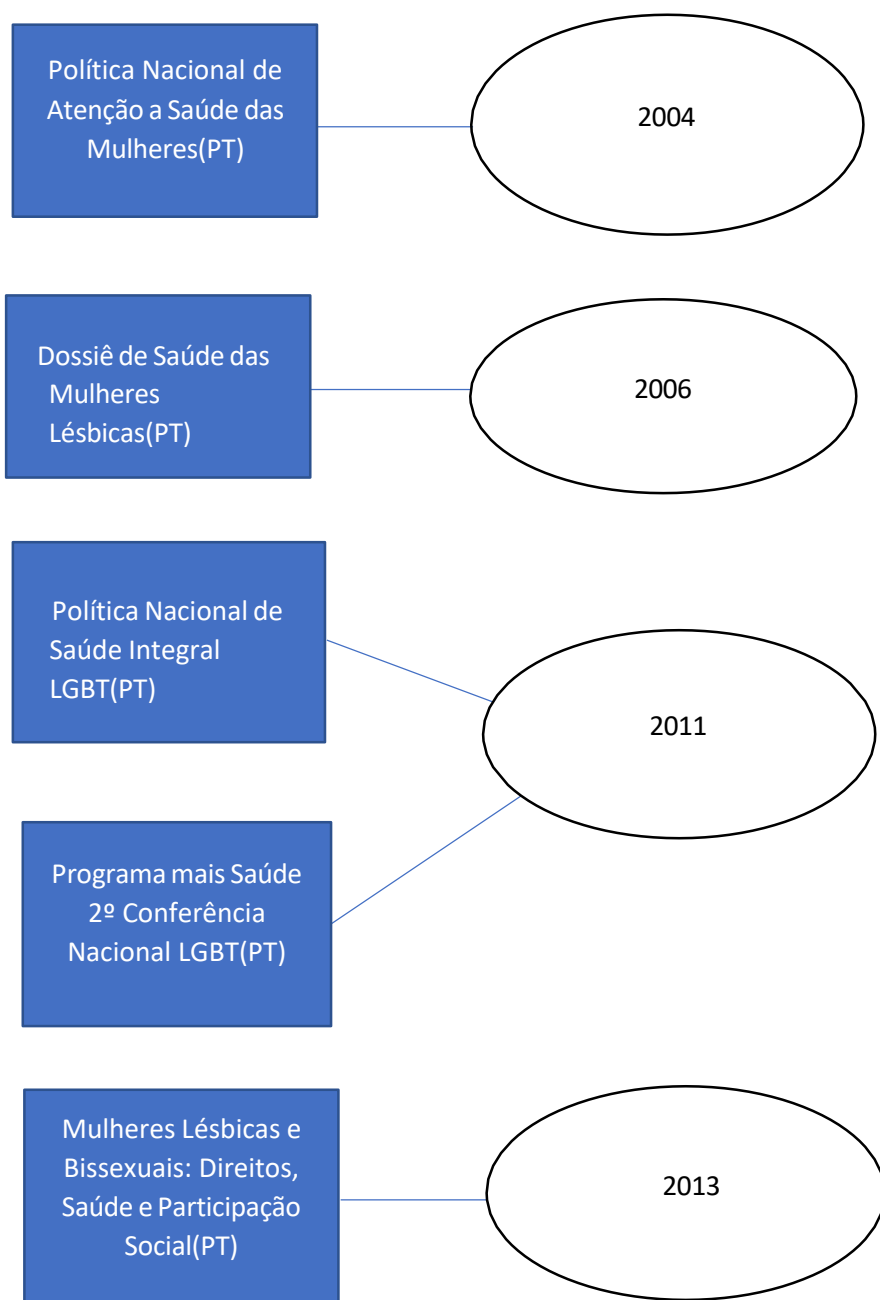 Política Nacional de
Atenção a Saúde das
Mulheres(PT)
2004
Dossiê de Saúde das
Mulheres
Lésbicas(PT)
2006
Política Nacional de
Saúde Integral
LGBT(PT)
2011
Programa mais Saúde
2º Conferência
Nacional LGBT(PT)
Mulheres Lésbicas e
Bissexuais: Direitos,
Saúde e Participação
Social(PT)
2013